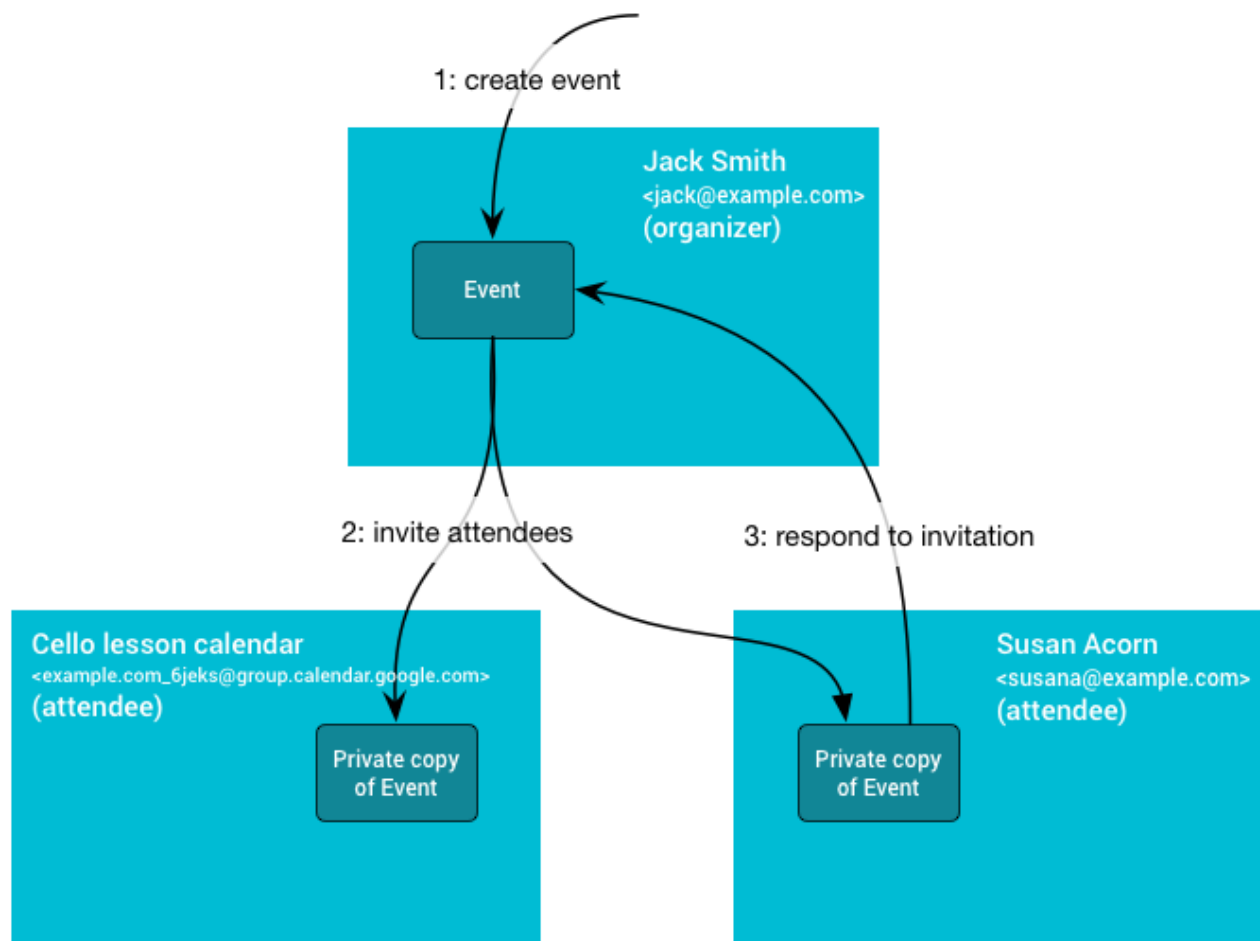 1: create event
Jack Smith
<jack@example.com>
(organizer)
Event
2: invite attendees
3: respond to invitation
Cello lesson calendar
<example.com_6jeks@group.calendar.google.com>
(attendee)
Private copy
of Event
Susan Acorn
<susana@example.com>
(attendee)
Private copy
of Event